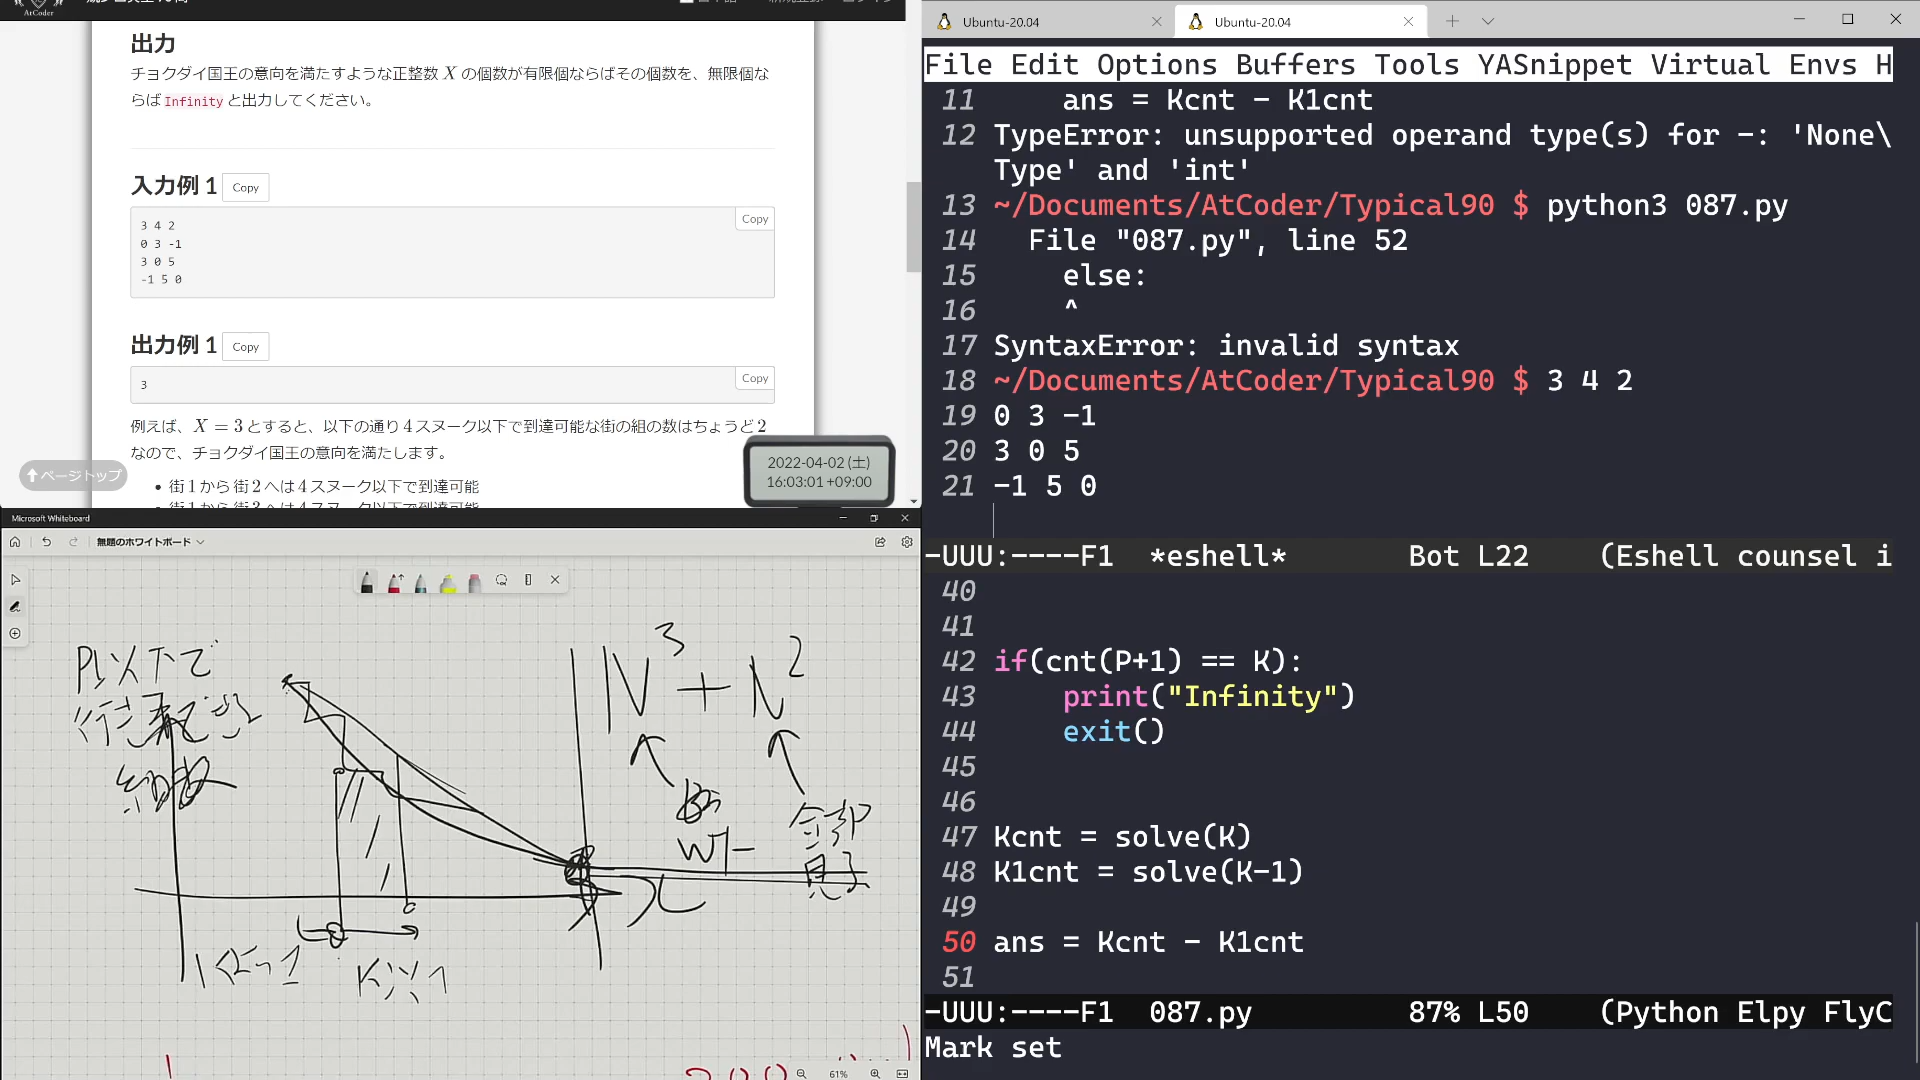 AtCoder
出力
チョクダイ国王の意向を満たすような正整数 X の個数が有限個ならばその個数を、無限個な
らば Infinity と出力してください。
入力例 1 Copy
Copy
3 4 2
0 3 -1
3 0 5
-1 5 0
出力例 1 Copy
Copy
3
例えば、X = 3 とすると、以下の通り 4 スヌーク以下で到達可能な街の組の数はちょうど 2
なので、チョクダイ国王の意向を満たします。
• 街 1 から 街 2 へは 4 スヌーク以下で到達可能
ページトップ
2022-04-02 (土)
16:03:01 +09:00
Microsoft Whiteboard
無題のホワイトボード
P以下で
N³ + N²
全部
K以下
61%
Ubuntu-20.04
Ubuntu-20.04
File Edit Options Buffers Tools YASnippet Virtual Envs H
11 ans = Kcnt - K1cnt
12 TypeError: unsupported operand type(s) for -: 'None\
Type' and 'int'
13 ~/Documents/AtCoder/Typical90 $ python3 087.py
14 File "087.py", line 52
15 else:
16 ^
17 SyntaxError: invalid syntax
18 ~/Documents/AtCoder/Typical90 $ 3 4 2
19 0 3 -1
20 3 0 5
21 -1 5 0
-UUU:----F1 *eshell* Bot L22 (Eshell counsel i
40
41
42 if(cnt(P+1) == K):
43 print("Infinity")
44 exit()
45
46
47 Kcnt = solve(K)
48 K1cnt = solve(K-1)
49
50 ans = Kcnt - K1cnt
51
-UUU:----F1 087.py 87% L50 (Python Elpy FlyC
Mark set